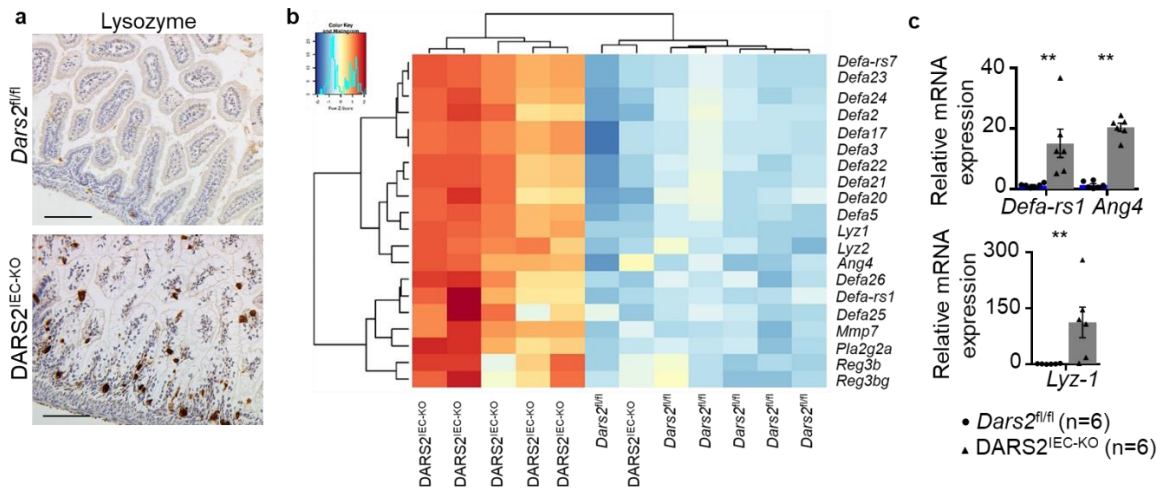 a
Lysozyme
Dars2fl/fl
DARS2IEC-KO
b
Color Key
and Histogram
Row Z-Score
Defa-rs7
Defa23
Defa24
Defa2
Defa17
Defa3
Defa22
Defa21
Defa20
Defa5
Lyz1
Lyz2
Ang4
Defa26
Defa-rs1
Defa25
Mmp7
Pla2g2a
Reg3b
Reg3bg
DARS2IEC-KO
DARS2IEC-KO
DARS2IEC-KO
DARS2IEC-KO
DARS2IEC-KO
Dars2fl/fl
DARS2IEC-KO
Dars2fl/fl
Dars2fl/fl
Dars2fl/fl
Dars2fl/fl
Dars2fl/fl
c
Relative mRNA
expression
40
20
0
** **
Defa-rs1 Ang4
Relative mRNA
expression
300
150
0
**
Lyz-1
● Dars2fl/fl (n=6)
▲ DARS2IEC-KO (n=6)